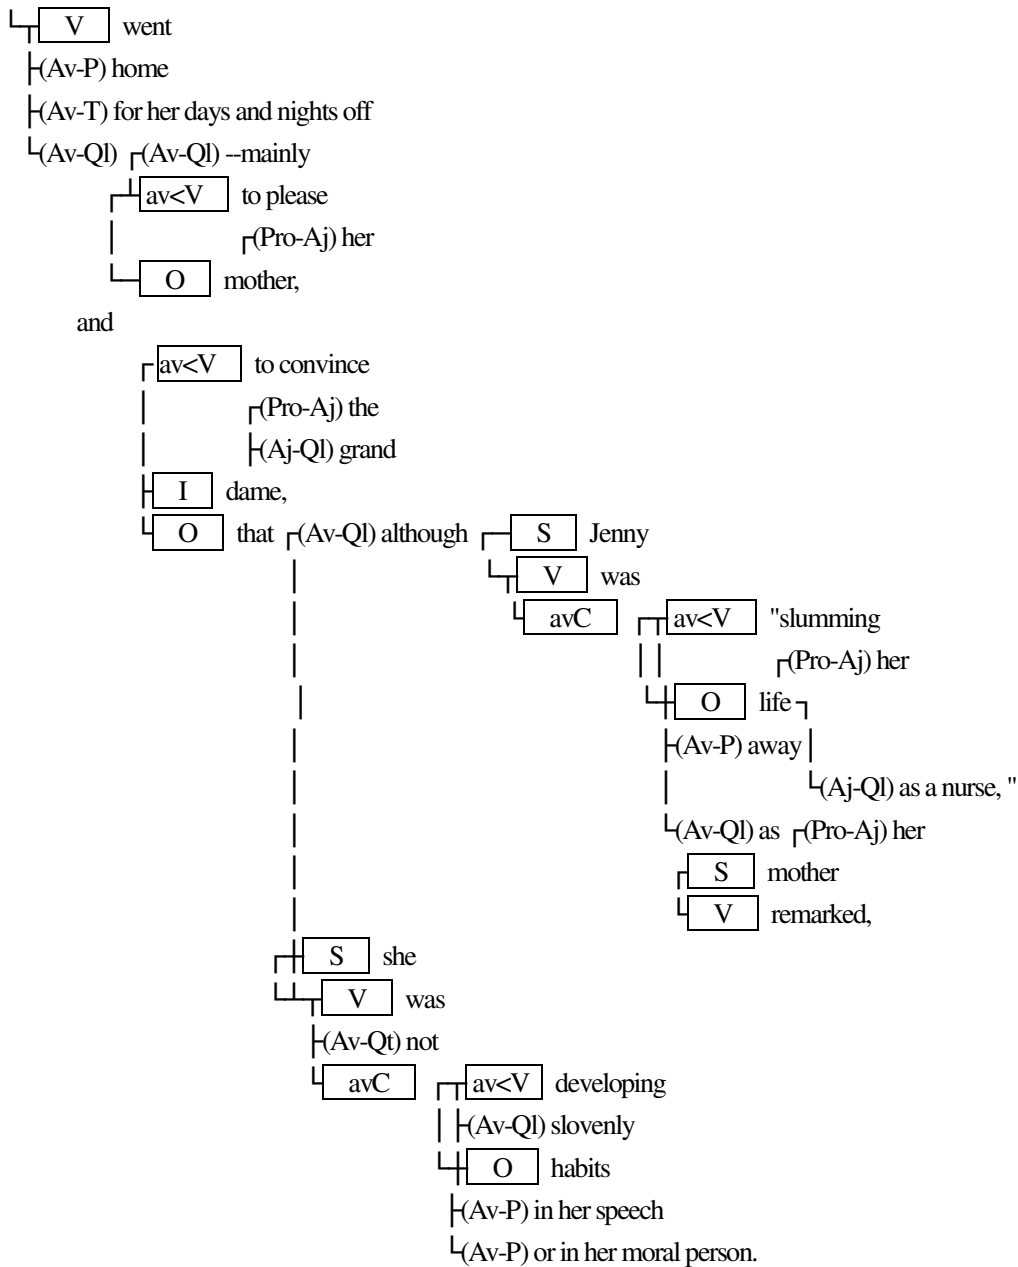 V went
(Av-P) home
(Av-T) for her days and nights off
(Av-Ql) (Av-Ql) --mainly
av<V to please
(Pro-Aj) her
O mother,
and
av<V to convince
(Pro-Aj) the
(Aj-Ql) grand
I dame,
O that (Av-Ql) although S Jenny
V was
avC av<V "slumming
(Pro-Aj) her
O life
(Av-P) away
(Aj-Ql) as a nurse, "
(Av-Ql) as (Pro-Aj) her
S mother
V remarked,
S she
V was
(Av-Qt) not
avC av<V developing
(Av-Ql) slovenly
O habits
(Av-P) in her speech
(Av-P) or in her moral person.